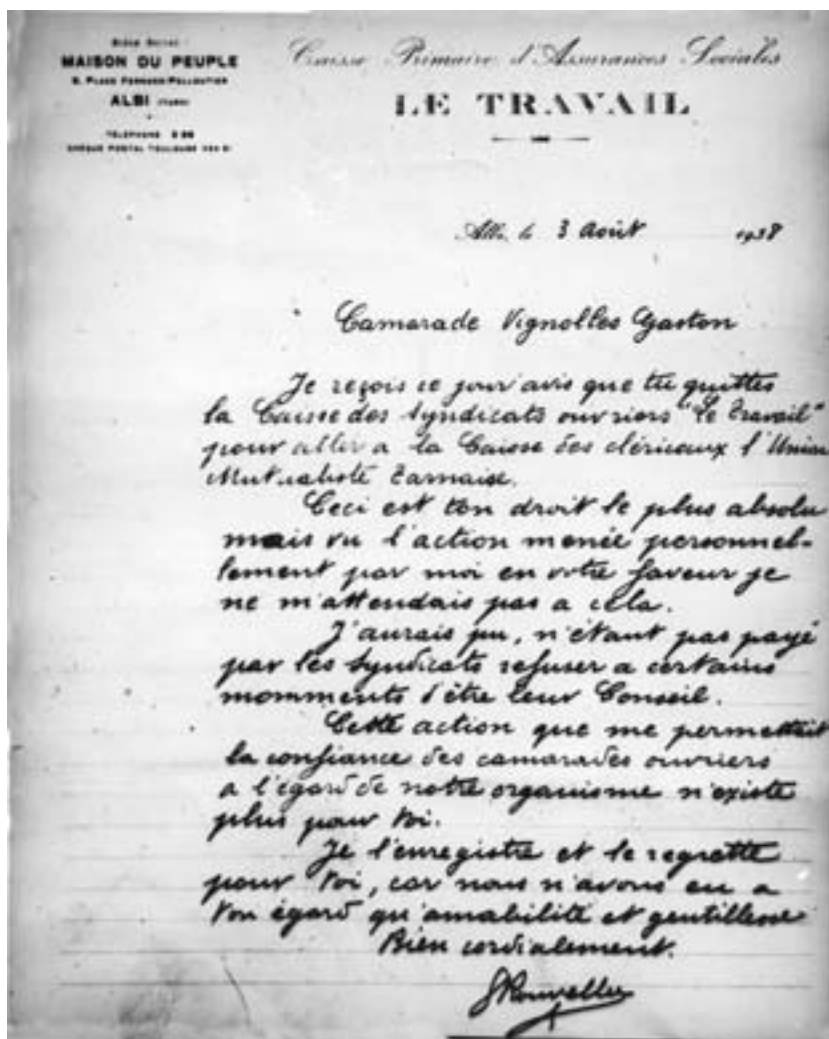 MAISON DU PEUPLE
ALBI (TARN)
Caisse Primaire d'Assurances Sociales
LE TRAVAIL
Albi, le 3 Août 1938
Camarade Vignolles Gaston
Je reçois ce jour avis que tu quittes
la Caisse des Syndicats ouvriers "Le Travail"
pour aller a la Caisse des cléricaux l'Union
Mutualiste Tarnaise.
Ceci est ton droit le plus absolu
mais vu l'action menée personnel-
lement par moi en votre faveur je
ne m'attendais pas a cela.
J'aurais pu, n'étant pas payé
par les Syndicats refuser a certains
momments d'être leur Conseil.
Cette action que me permettait
la confiance des camarades ouvriers
a l'égard de notre organisme n'existe
plus pour toi.
Je l'enregistre et le regrette
pour toi, car nous n'avons eu a
ton égard qu'amabilité et gentillesse
Bien cordialement.